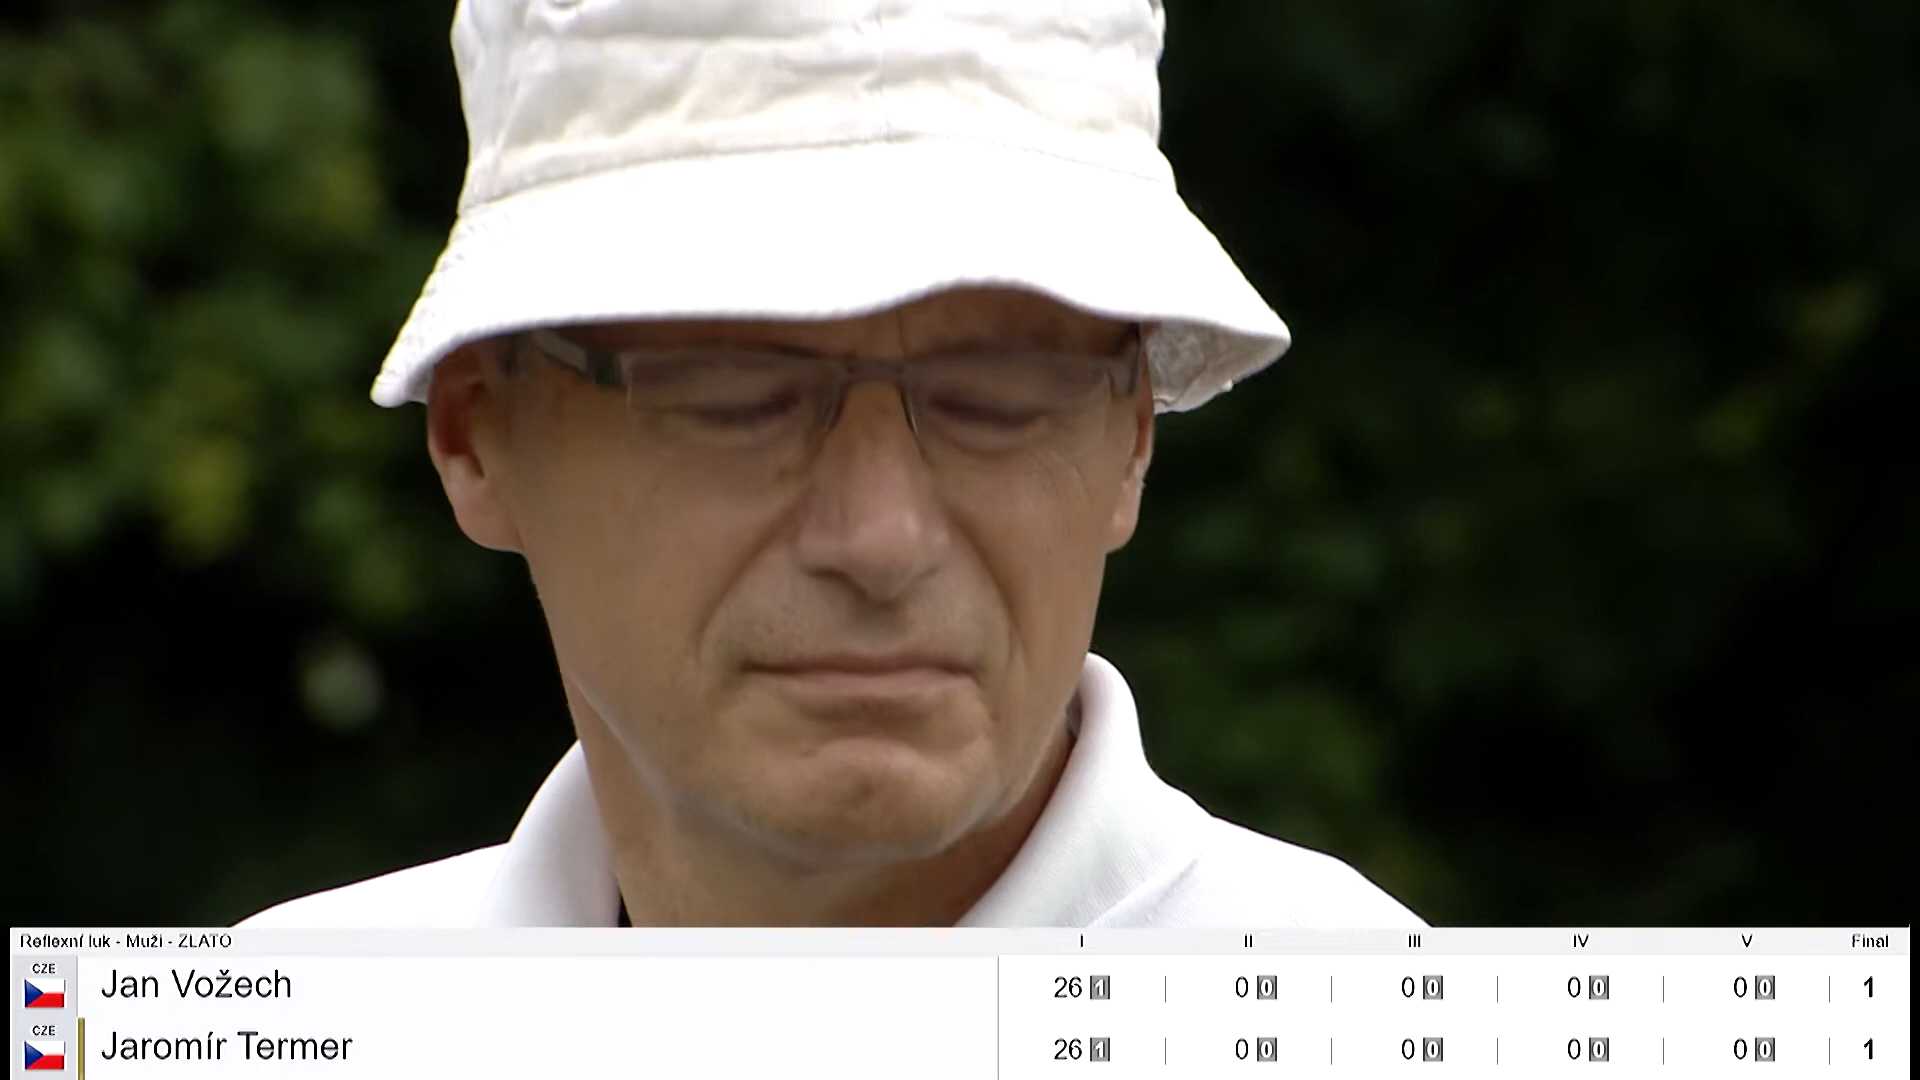 Reflexní luk - Muži - ZLATO I II III IV V Final
CZE
Jan Vožech 26 1 0 0 0 0 0 0 0 0 1
CZE
Jaromír Termer 26 1 0 0 0 0 0 0 0 0 1